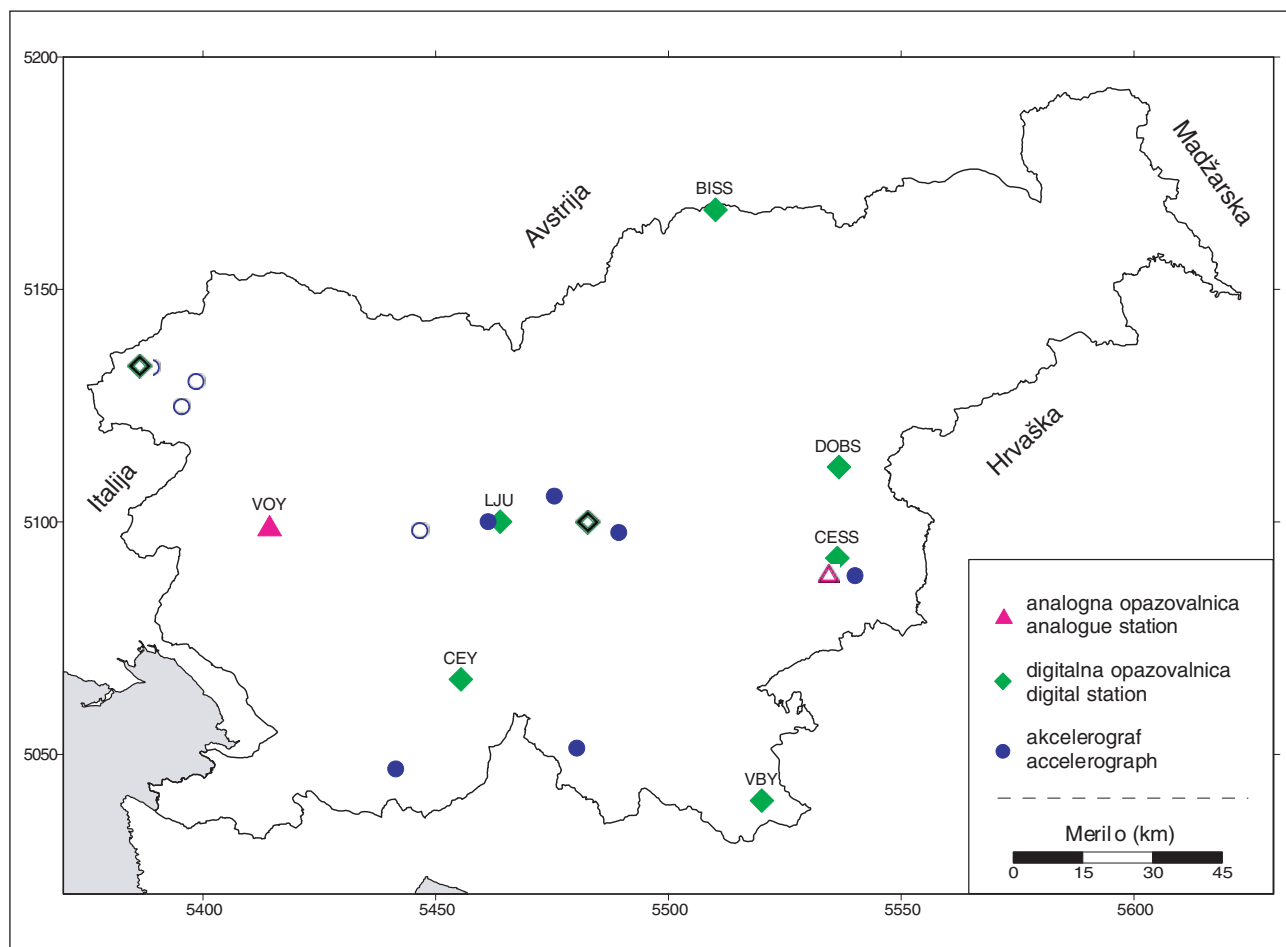 5200
Madžarska
BISS
Avstrija
5150
DOBS
Hrvaška
Italija
VOY
LJU
5100
CESS
analogna opazovalnica
analogue station
CEY
digitalna opazovalnica
digital station
5050
VBY
akcelerograf
accelerograph
Merilo (km)
0 15 30 45
5400 5450 5500 5550 5600